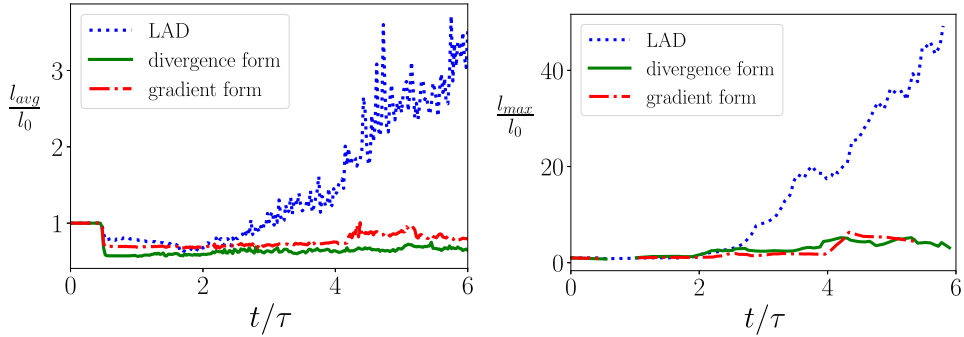 LAD
divergence form
gradient form
3
2
1
l_avg/l_0
0
2
4
6
t/τ
LAD
divergence form
gradient form
40
20
0
l_max/l_0
0
2
4
6
t/τ